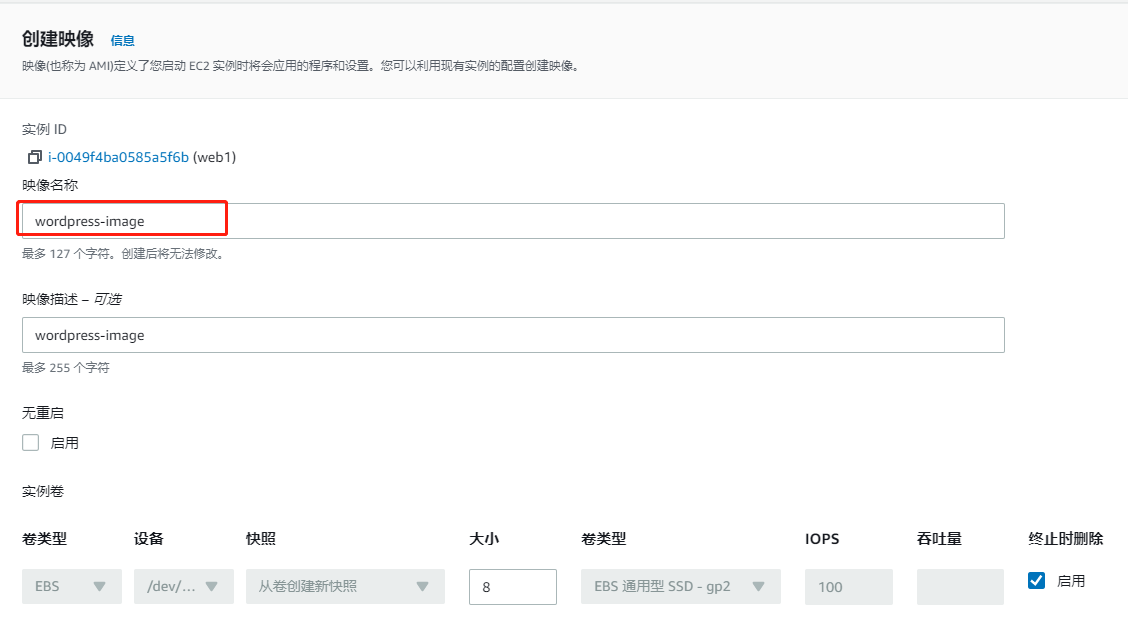 创建映像 信息
映像(也称为 AMI)定义了您启动 EC2 实例时将会应用的程序和设置。您可以利用现有实例的配置创建映像。
实例 ID
i-0049f4ba0585a5f6b (web1)
映像名称
wordpress-image
最多 127 个字符。创建后将无法修改。
映像描述 – 可选
wordpress-image
最多 255 个字符
无重启
启用
实例卷
卷类型 设备 快照 大小 卷类型 IOPS 吞吐量 终止时删除
EBS /dev/... 从卷创建新快照 8 EBS 通用型 SSD - gp2 100 启用